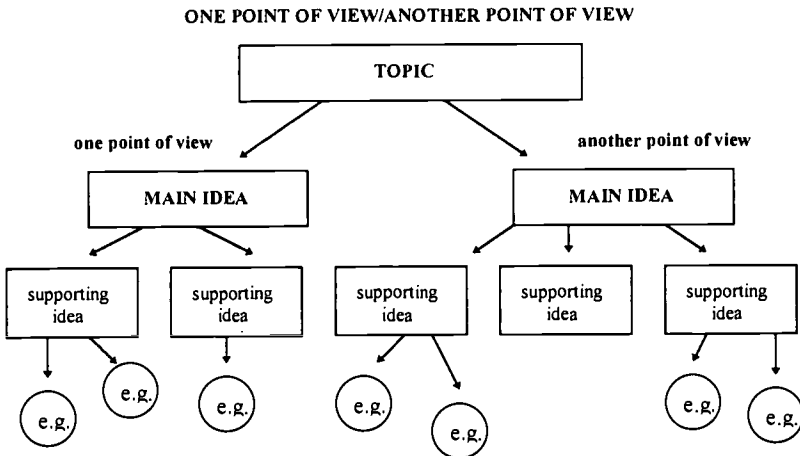 ONE POINT OF VIEW/ANOTHER POINT OF VIEW
TOPIC
one point of view
another point of view
MAIN IDEA
MAIN IDEA
supporting
idea
supporting
idea
supporting
idea
supporting
idea
supporting
idea
e.g.
e.g.
e.g.
e.g.
e.g.
e.g.
e.g.